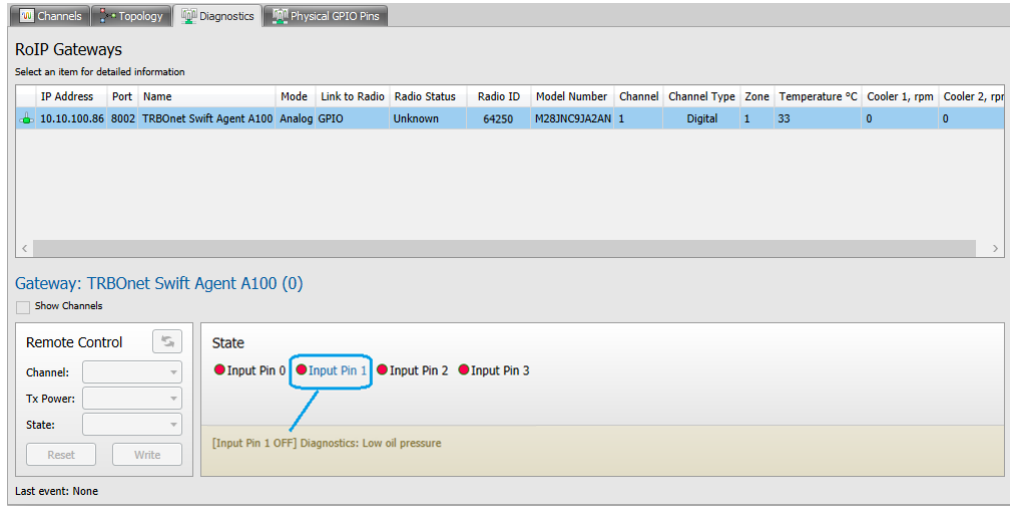 Channels Topology Diagnostics Physical GPIO Pins
RoIP Gateways
Select an item for detailed information
IP Address Port Name Mode Link to Radio Radio Status Radio ID Model Number Channel Channel Type Zone Temperature °C Cooler 1, rpm Cooler 2, rpr
10.10.100.86 8002 TRBOnet Swift Agent A100 Analog GPIO Unknown 64250 M28JNC9JA2AN 1 Digital 1 33 0 0
Gateway: TRBOnet Swift Agent A100 (0)
Show Channels
Remote Control
Channel:
Tx Power:
State:
Reset Write
State
Input Pin 0 Input Pin 1 Input Pin 2 Input Pin 3
[Input Pin 1 OFF] Diagnostics: Low oil pressure
Last event: None